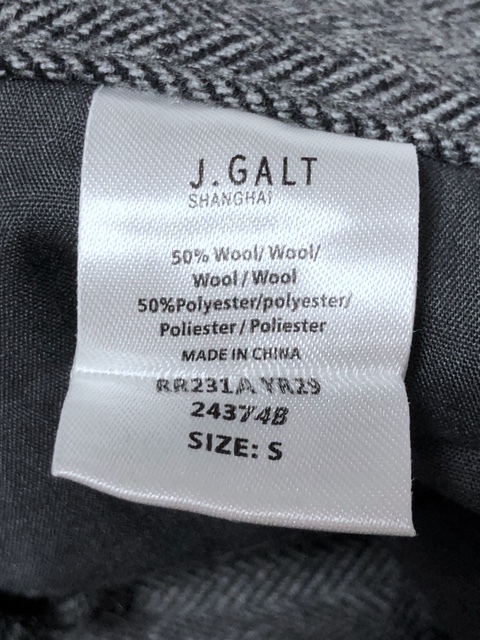 J.GALT
SHANGHAI
50% Wool/Wool/
Wool/Wool
50%Polyester/polyester/
Poliester/Poliester
MADE IN CHINA
RR231A YR29
24374B
SIZE: S